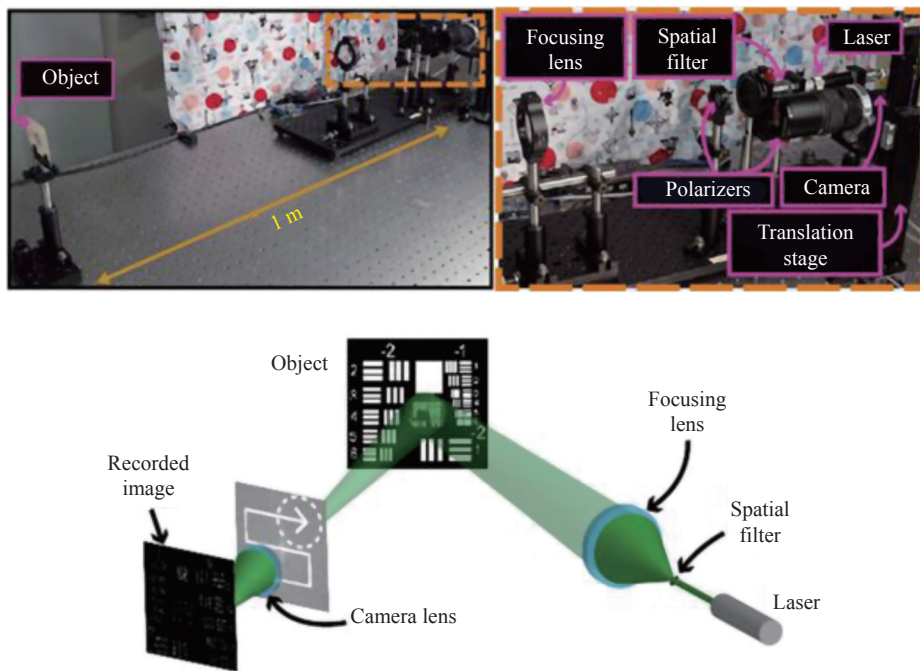 Object
1 m
Focusing
lens
Spatial
filter
Laser
Polarizers
Camera
Translation
stage
Object
-2
-1
2
3
4
5
6
1
-2
1
Focusing
lens
Recorded
image
Spatial
filter
Camera lens
Laser